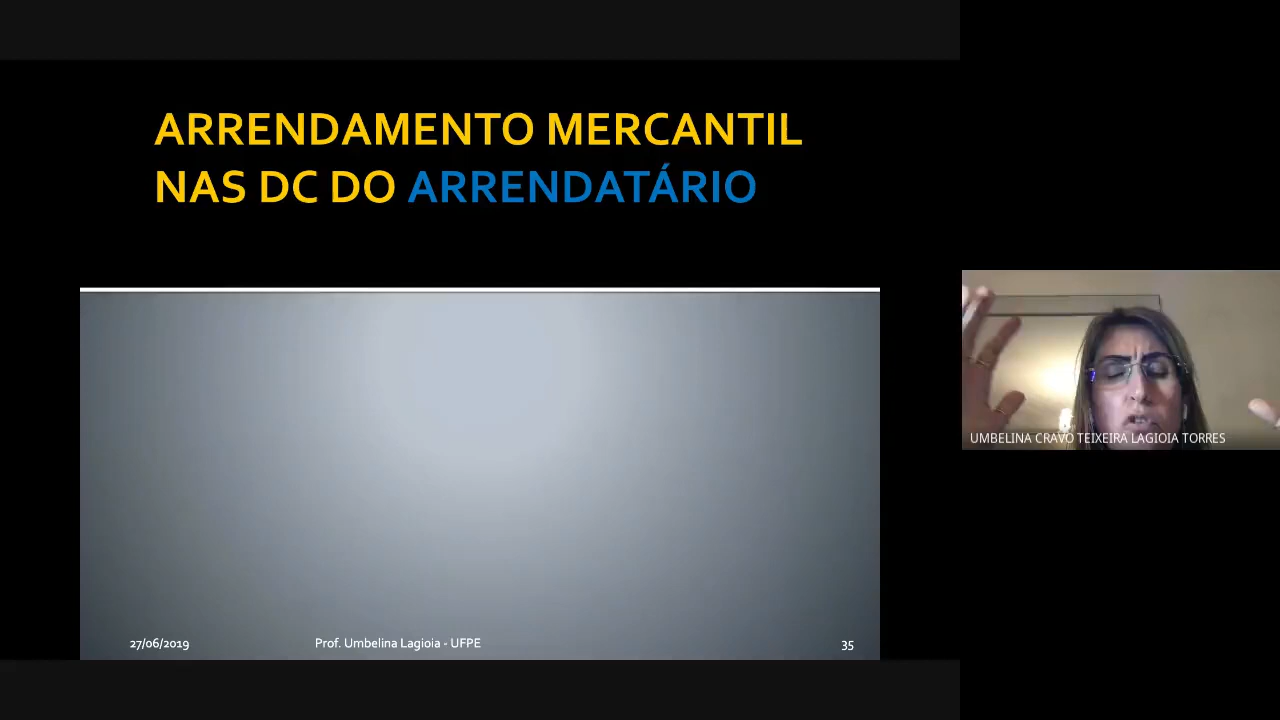 ARRENDAMENTO MERCANTIL
NAS DC DO ARRENDATÁRIO
UMBELINA CRAVO TEIXEIRA LAGIOIA TORRES
27/06/2019
Prof. Umbelina Lagioia - UFPE
35